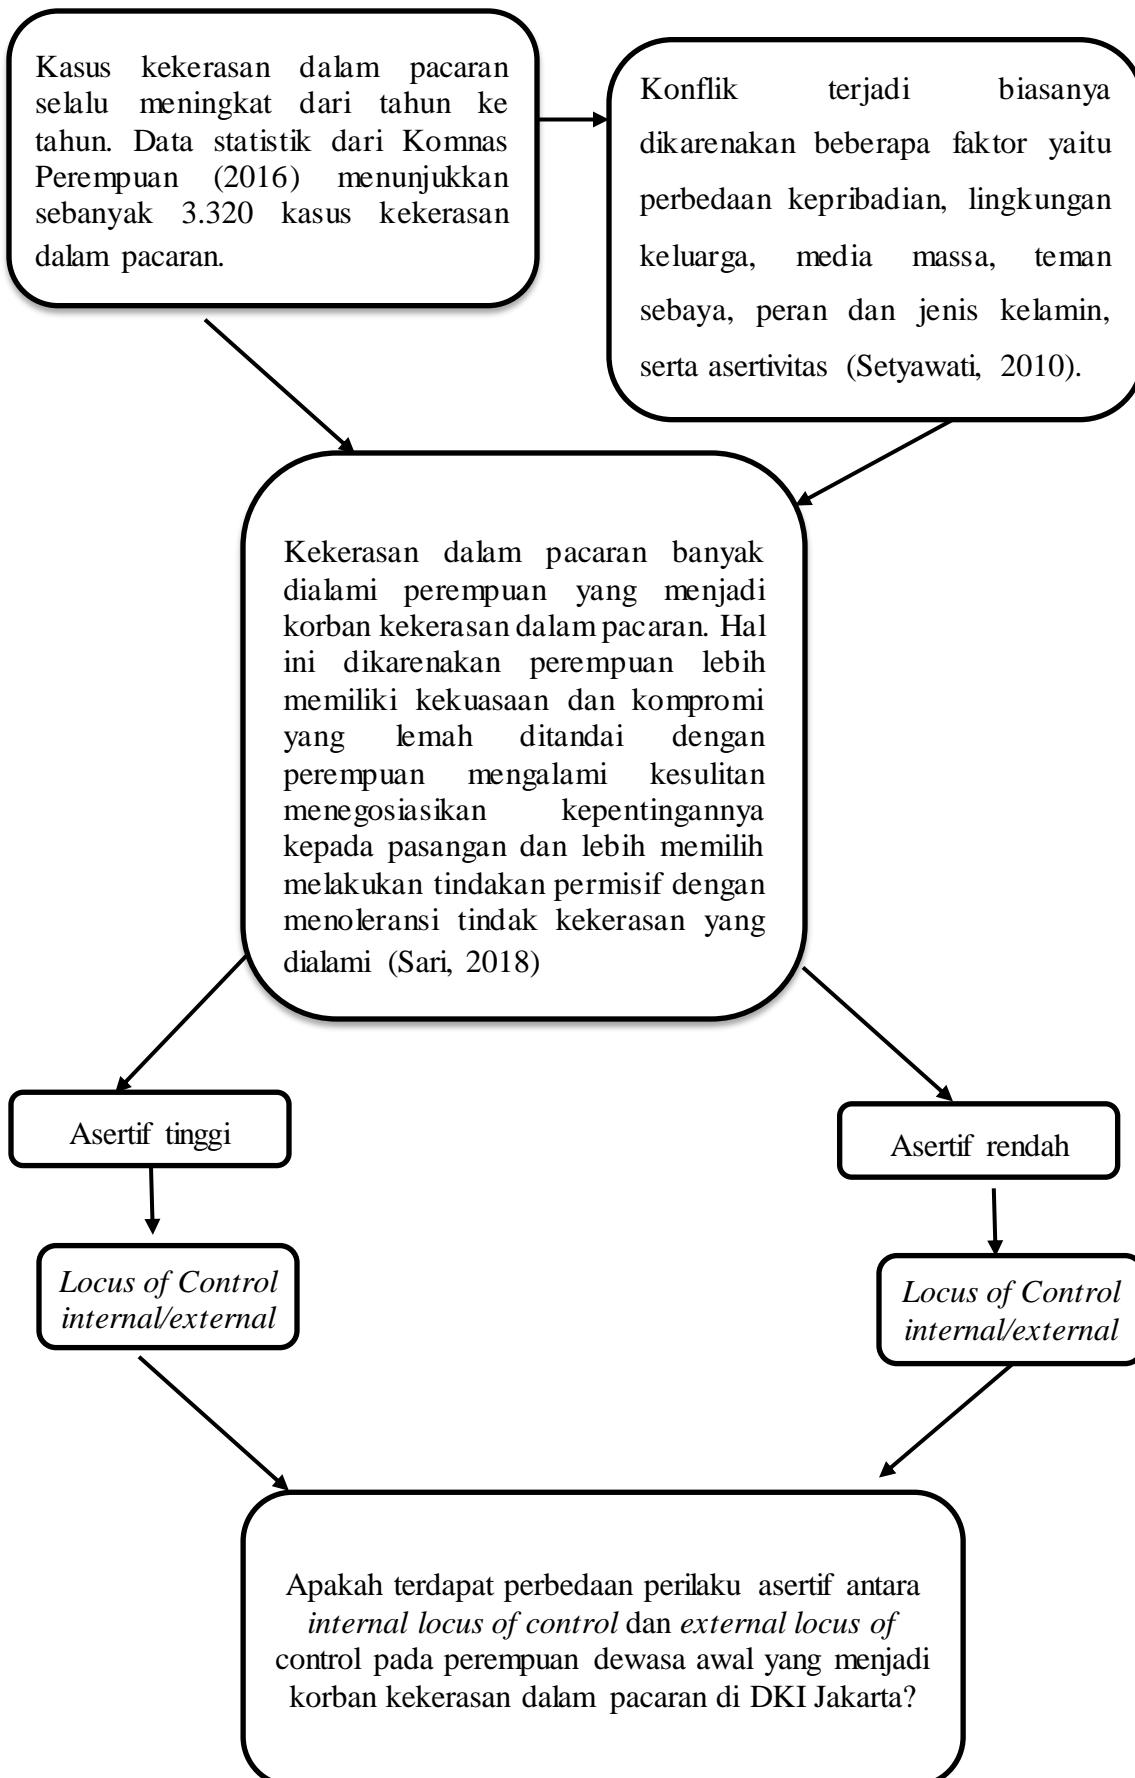 Kasus kekerasan dalam pacaran
selalu meningkat dari tahun ke
tahun. Data statistik dari Komnas
Perempuan (2016) menunjukkan
sebanyak 3.320 kasus kekerasan
dalam pacaran.
Konflik terjadi biasanya
dikarenakan beberapa faktor yaitu
perbedaan kepribadian, lingkungan
keluarga, media massa, teman
sebaya, peran dan jenis kelamin,
serta asertivitas (Setyawati, 2010).
Kekerasan dalam pacaran banyak
dialami perempuan yang menjadi
korban kekerasan dalam pacaran. Hal
ini dikarenakan perempuan lebih
memiliki kekuasaan dan kompromi
yang lemah ditandai dengan
perempuan mengalami kesulitan
menegosiasikan kepentingannya
kepada pasangan dan lebih memilih
melakukan tindakan permisif dengan
menoleransi tindak kekerasan yang
dialami (Sari, 2018)
Asertif tinggi
Asertif rendah
Locus of Control
internal/external
Locus of Control
internal/external
Apakah terdapat perbedaan perilaku asertif antara
internal locus of control dan external locus of
control pada perempuan dewasa awal yang menjadi
korban kekerasan dalam pacaran di DKI Jakarta?